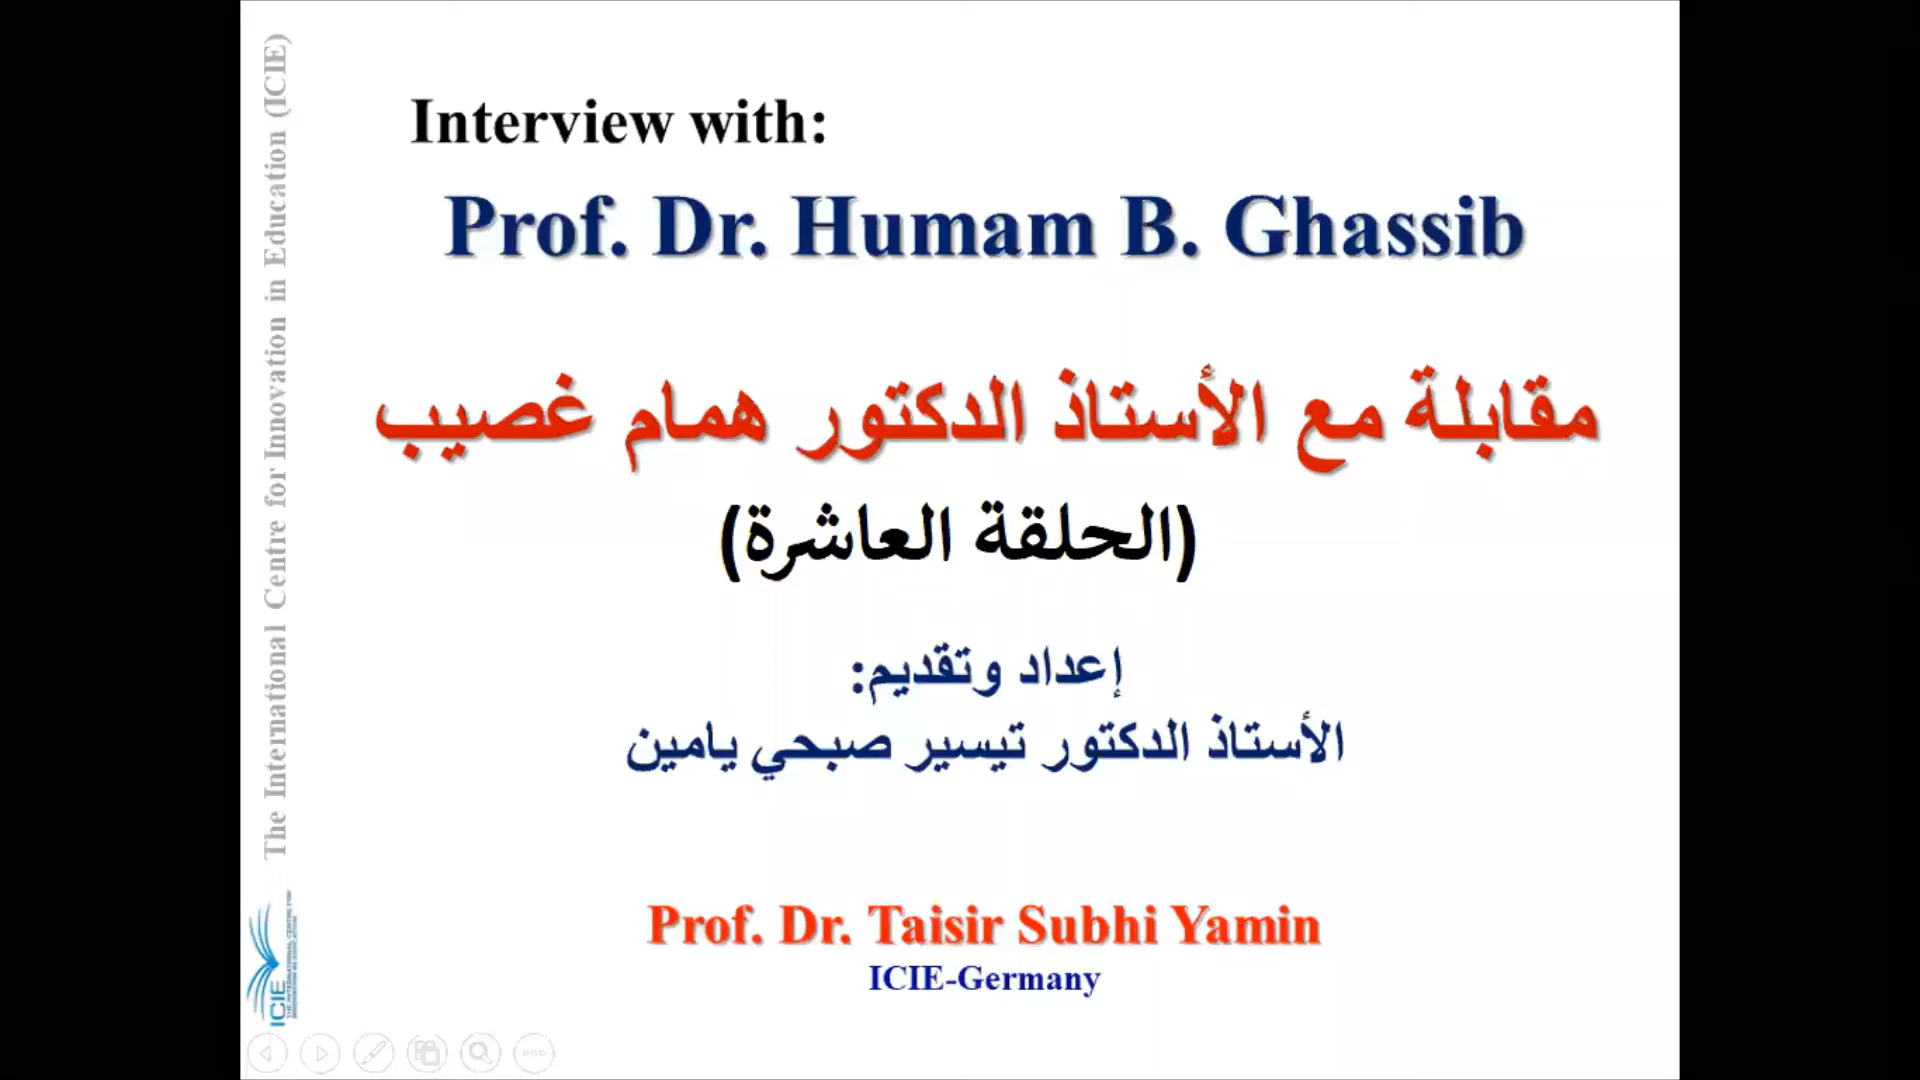 Interview with:
Prof. Dr. Humam B. Ghassib
مقابلة مع الأستاذ الدكتور همام غصيب
(الحلقة العاشرة)
إعداد وتقديم:
الأستاذ الدكتور تيسير صبحي يامين
Prof. Dr. Taisir Subhi Yamin
ICIE-Germany
The International Centre for Innovation in Education (ICIE)
ICIE